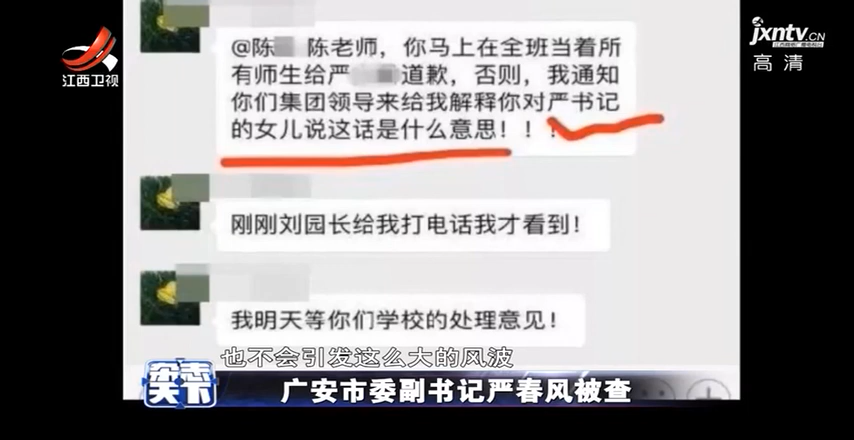 江西卫视
jxntv.CN
高清
@陈 陈老师，你马上在全班当着所
有师生给严 道歉，否则，我通知
你们集团领导来给我解释你对严书记
的女儿说这话是什么意思！！！
刚刚刘园长给我打电话我才看到！
我明天等你们学校的处理意见！
也不会引发这么大的风波
杂志天下
广安市委副书记严春风被查